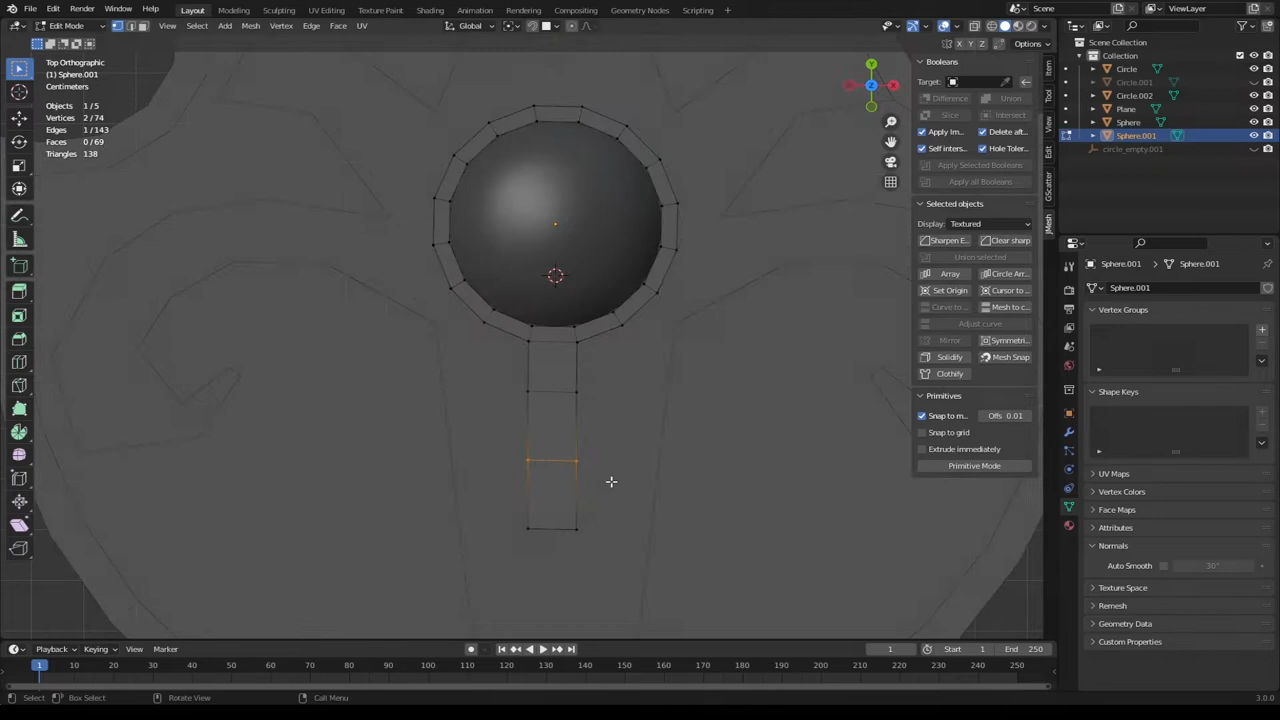 File Edit Render Window Help Layout Modeling Sculpting UV Editing Texture Paint Shading Animation Rendering Compositing Geometry Nodes Scripting + Scene ViewLayer
Edit Mode View Select Add Mesh Vertex Edge Face UV Global
X Y Z Options
Top Orthographic
(1) Sphere.001
Centimeters
Objects 1 / 5
Vertices 2 / 74
Edges 1 / 143
Faces 0 / 69
Triangles 138
Y
X
Z
Booleans
Target:
Difference Union
Slice Intersect
Apply Im... Delete aft...
Self inters... Hole Toler...
Apply Selected Booleans
Apply all Booleans
Selected objects
Display: Textured
Sharpen E... Clear sharp
Union selected
Array Circle Arr...
Set Origin Cursor to ...
Curve to ... Mesh to c...
Adjust curve
Mirror Symmetri...
Solidify Mesh Snap
Clothify
Primitives
Snap to m... Offs 0.01
Snap to grid
Extrude immediately
Primitive Mode
Item
Tool
View
Edit
GScatter
JMesh
Scene Collection
Collection
Circle
Circle.001
Circle.002
Plane
Sphere
Sphere.001
circle_empty.001
Sphere.001 > Sphere.001
Sphere.001
Vertex Groups
Shape Keys
UV Maps
Vertex Colors
Face Maps
Attributes
Normals
Auto Smooth 30°
Texture Space
Remesh
Geometry Data
Custom Properties
Playback Keying View Marker 1 Start 1 End 250
1 10 20 30 40 50 60 70 80 90 100 110 120 130 140 150 160 170 180 190 200 210 220 230 240 250
Select Box Select Rotate View Call Menu 3.0.0